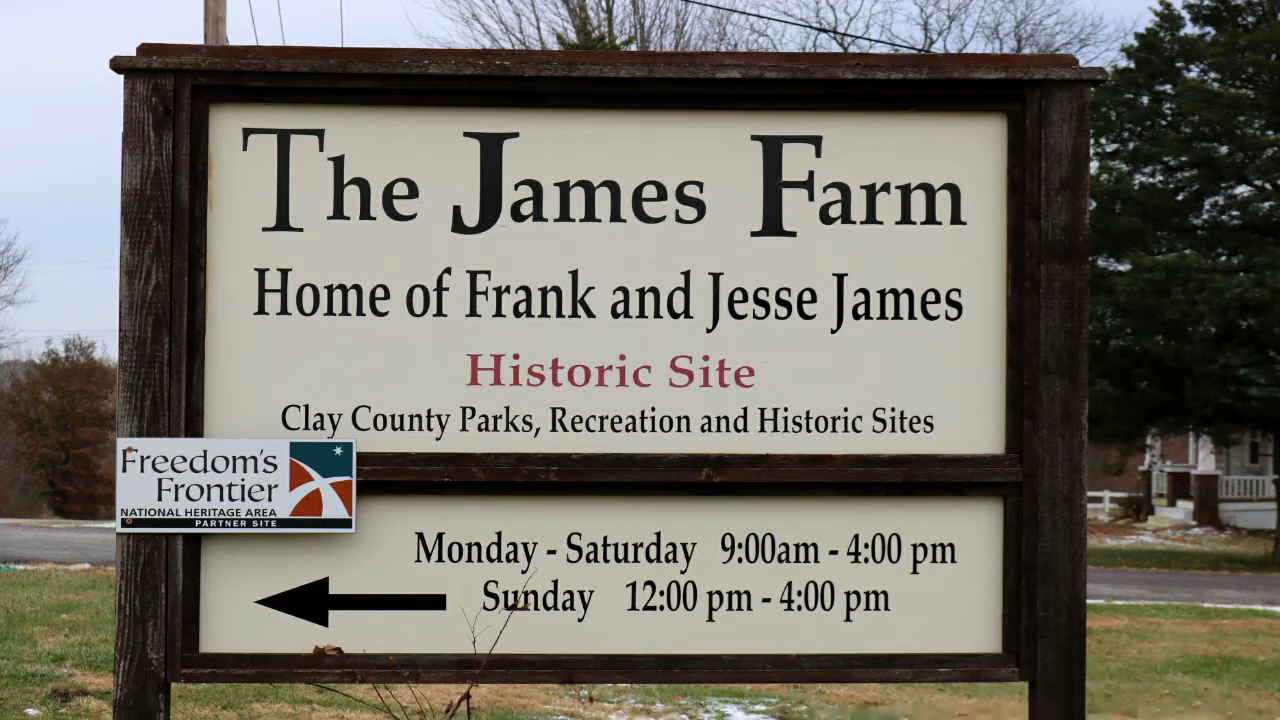 The James Farm
Home of Frank and Jesse James
Historic Site
Clay County Parks, Recreation and Historic Sites
Freedom's
Frontier
NATIONAL HERITAGE AREA
PARTNER SITE
Monday - Saturday 9:00am - 4:00 pm
Sunday 12:00 pm - 4:00 pm